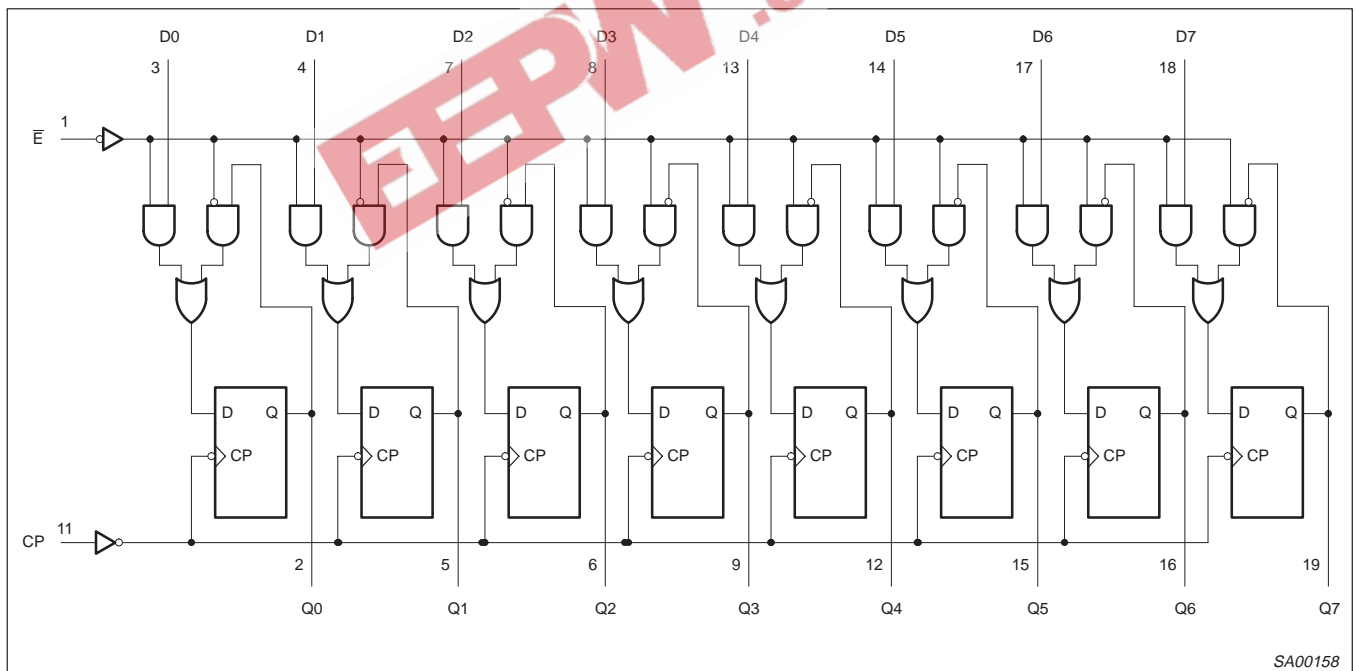 D0 D1 D2 D3 D4 D5 D6 D7
3 4 7 8 13 14 17 18
E̅ 1
D Q D Q D Q D Q D Q D Q D Q D Q
CP CP CP CP CP CP CP CP
CP 11
2 5 6 9 12 15 16 19
Q0 Q1 Q2 Q3 Q4 Q5 Q6 Q7
SA00158
EEPW